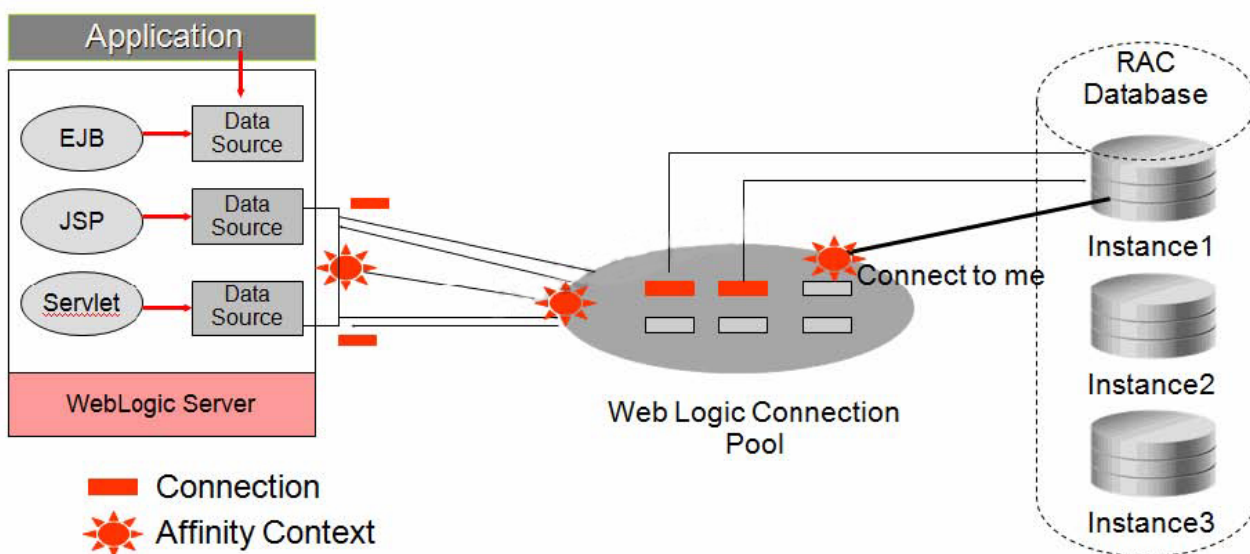 Application
EJB
Data
Source
JSP
Data
Source
Servlet
Data
Source
WebLogic Server
Connect to me
Web Logic Connection
Pool
RAC
Database
Instance1
Instance2
Instance3
Connection
Affinity Context